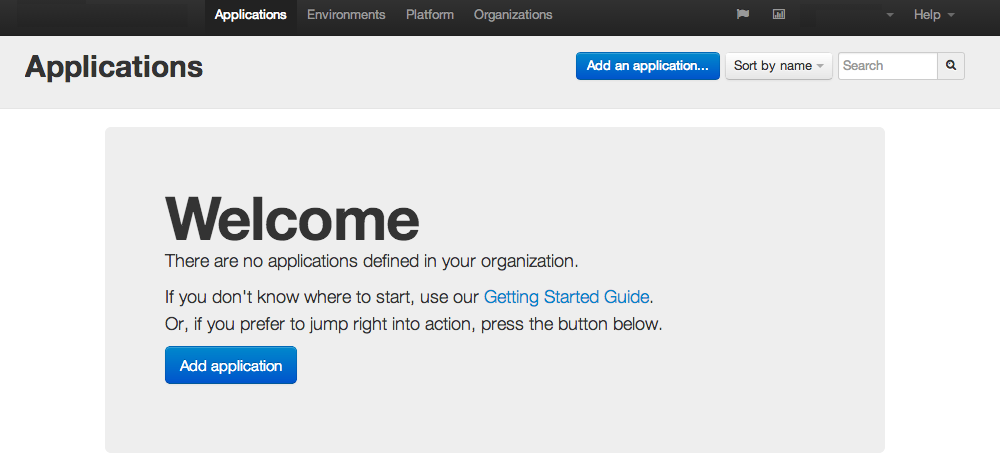 Applications Environments Platform Organizations Help
Applications
Add an application... Sort by name Search
Welcome
There are no applications defined in your organization.
If you don't know where to start, use our Getting Started Guide.
Or, if you prefer to jump right into action, press the button below.
Add application